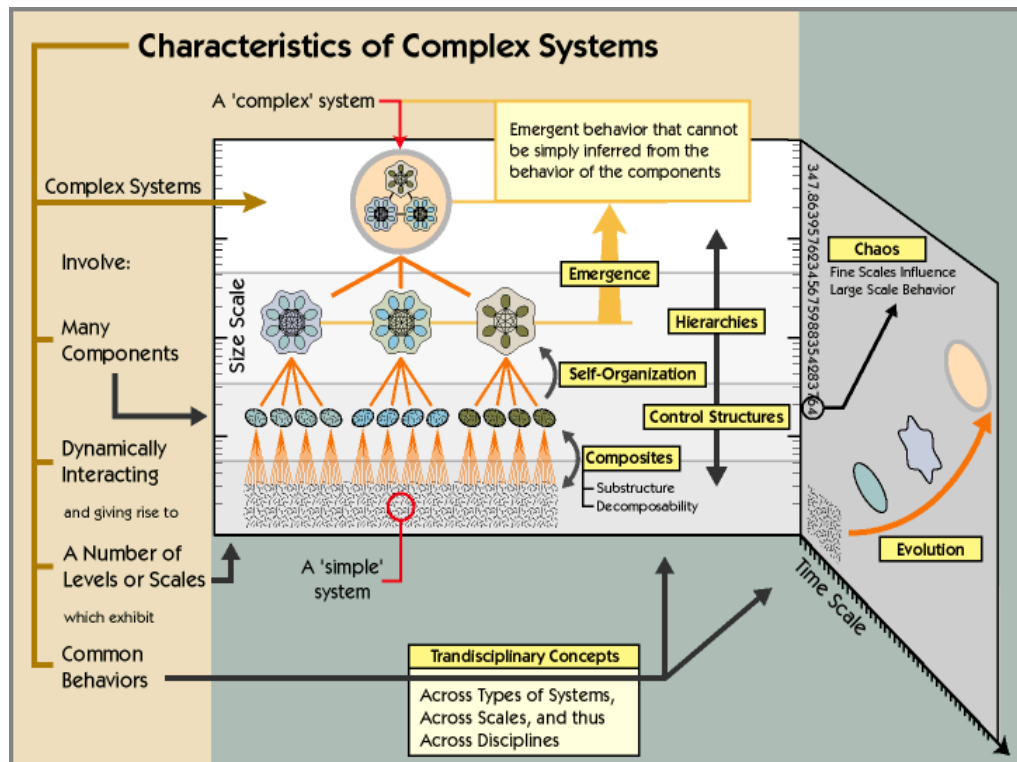 Characteristics of Complex Systems
A 'complex' system
Emergent behavior that cannot
be simply inferred from the
behavior of the components
Complex Systems
Involve:
Many
Components
Dynamically
Interacting
and giving rise to
A Number of
Levels or Scales
which exhibit
Common
Behaviors
Size Scale
Emergence
Hierarchies
Self-Organization
Control Structures
Composites
Substructure
Decomposability
A 'simple'
system
Chaos
Fine Scales Influence
Large Scale Behavior
Evolution
Time Scale
Trandisciplinary Concepts
Across Types of Systems,
Across Scales, and thus
Across Disciplines